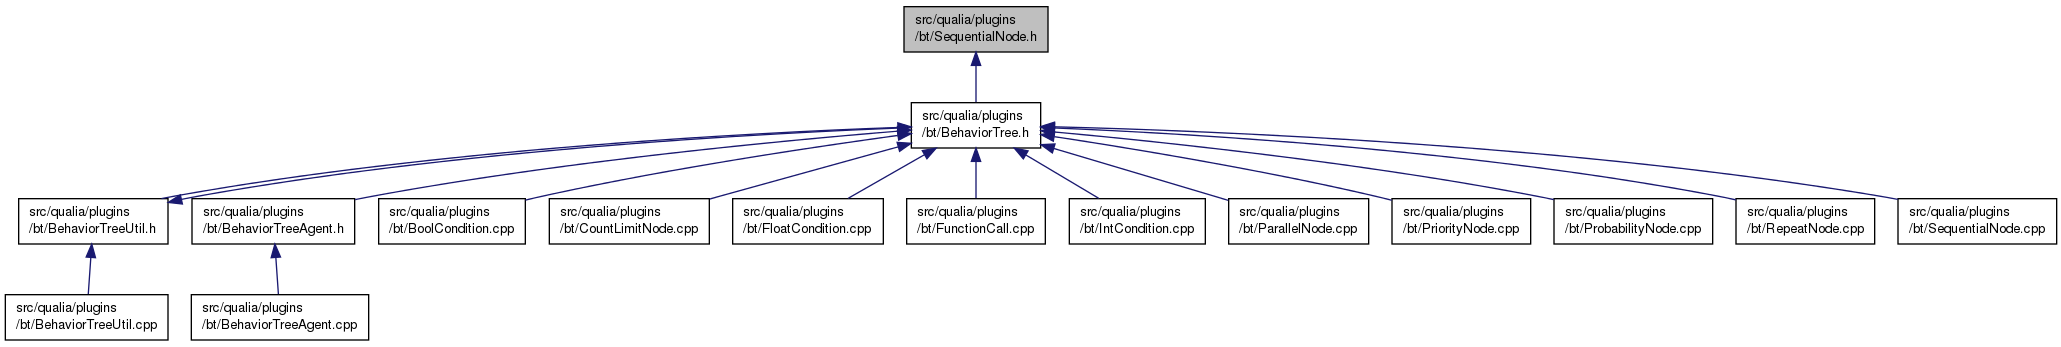 src/qualia/plugins
/bt/SequentialNode.h
src/qualia/plugins
/bt/BehaviorTree.h
src/qualia/plugins
/bt/BehaviorTreeUtil.h
src/qualia/plugins
/bt/BehaviorTreeAgent.h
src/qualia/plugins
/bt/BoolCondition.cpp
src/qualia/plugins
/bt/CountLimitNode.cpp
src/qualia/plugins
/bt/FloatCondition.cpp
src/qualia/plugins
/bt/FunctionCall.cpp
src/qualia/plugins
/bt/IntCondition.cpp
src/qualia/plugins
/bt/ParallelNode.cpp
src/qualia/plugins
/bt/PriorityNode.cpp
src/qualia/plugins
/bt/ProbabilityNode.cpp
src/qualia/plugins
/bt/RepeatNode.cpp
src/qualia/plugins
/bt/SequentialNode.cpp
src/qualia/plugins
/bt/BehaviorTreeUtil.cpp
src/qualia/plugins
/bt/BehaviorTreeAgent.cpp